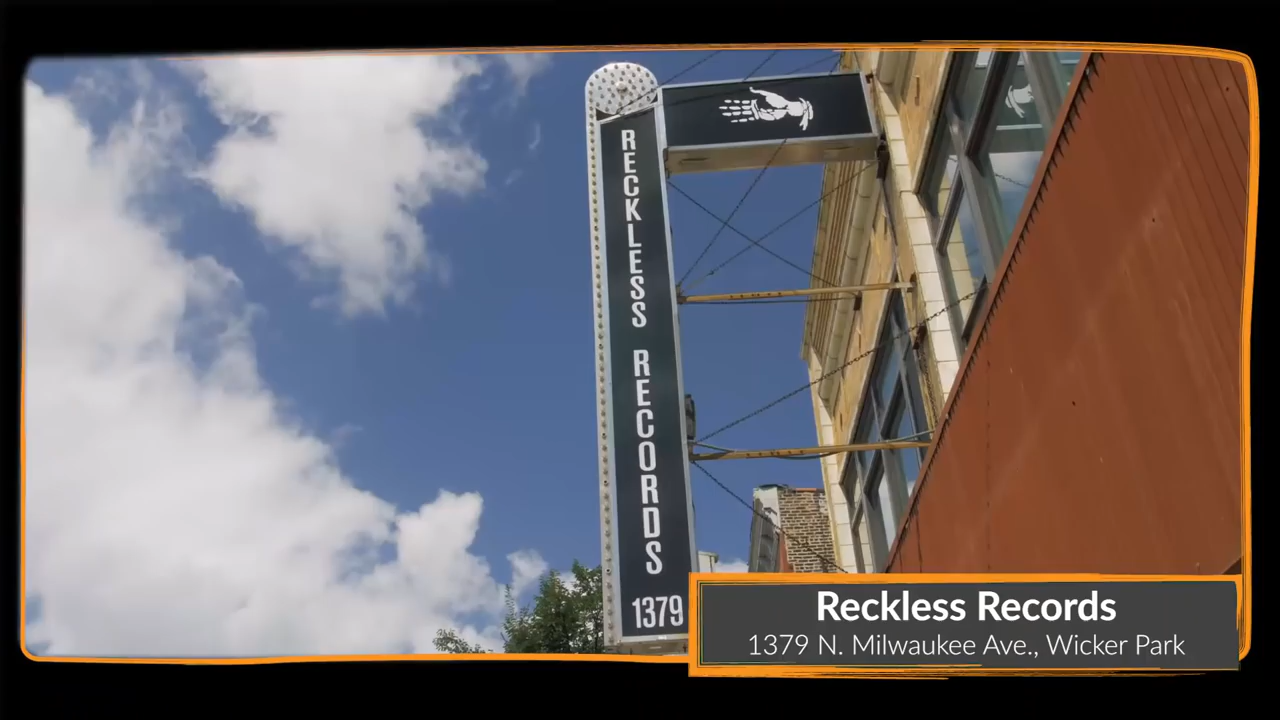 RECKLESS RECORDS
1379
Reckless Records
1379 N. Milwaukee Ave., Wicker Park